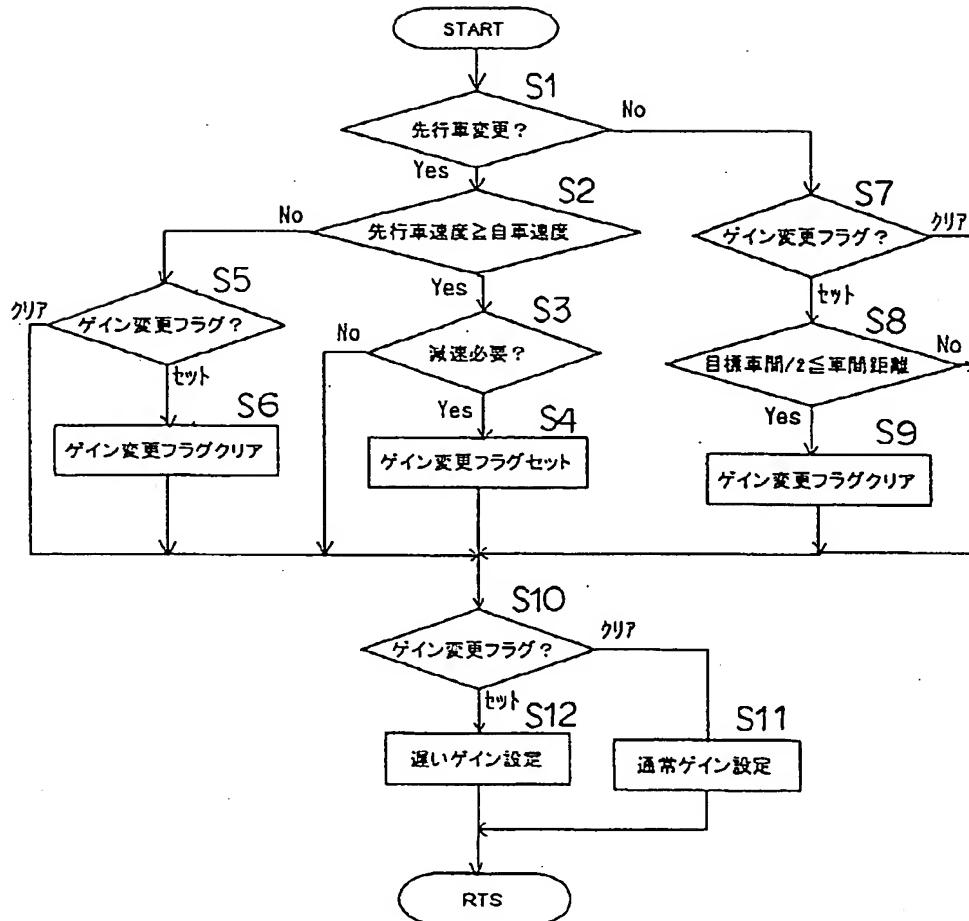 START
S1
先行車変更？
No
Yes
S2
先行車速度≧自車速度
No
Yes
S7
ゲイン変更フラグ？
クリア
セット
S5
ゲイン変更フラグ？
クリア
セット
S3
減速必要？
No
Yes
S8
目標車間/2≦車間距離
No
Yes
S6
ゲイン変更フラグクリア
S4
ゲイン変更フラグセット
S9
ゲイン変更フラグクリア
S10
ゲイン変更フラグ？
クリア
セット
S12
遅いゲイン設定
S11
通常ゲイン設定
RTS